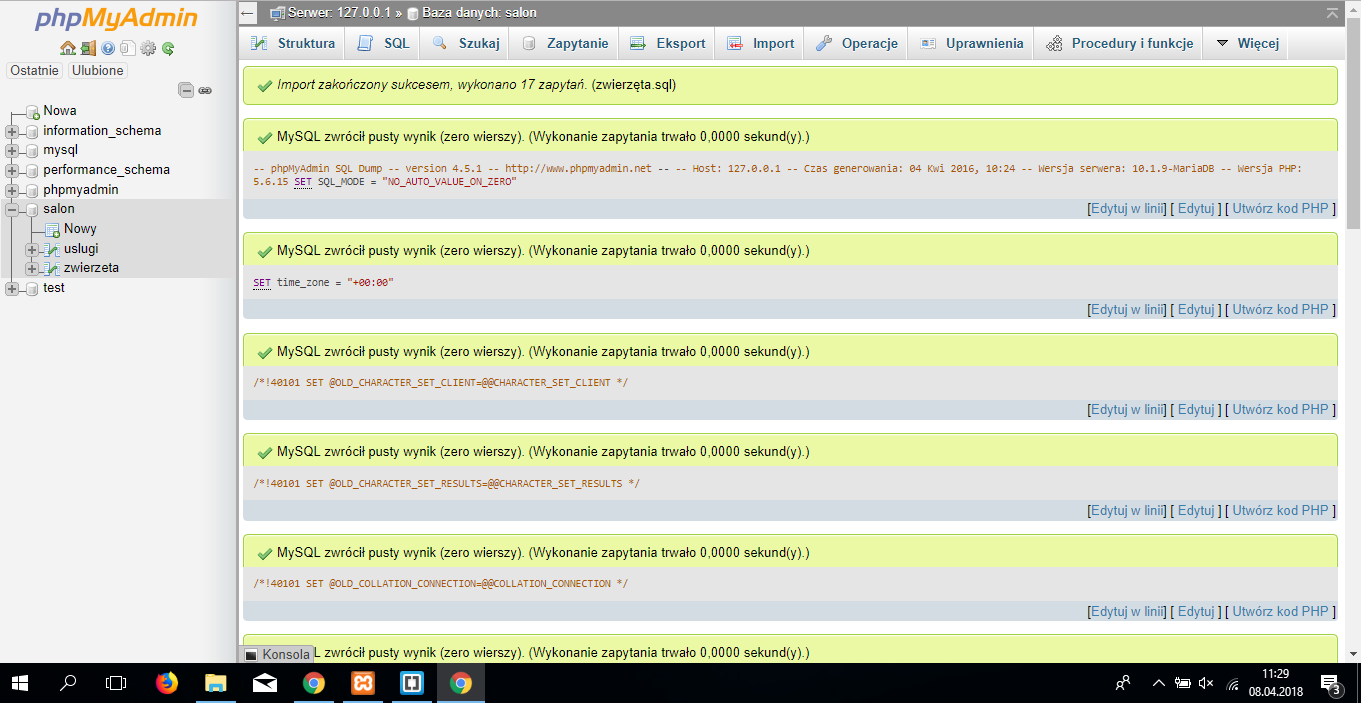 phpMyAdmin
Ostatnie Ulubione
Nowa
information_schema
mysql
performance_schema
phpmyadmin
salon
Nowy
uslugi
zwierzeta
test
Serwer: 127.0.0.1 » Baza danych: salon
Struktura SQL Szukaj Zapytanie Eksport Import Operacje Uprawnienia Procedury i funkcje Więcej
Import zakończony sukcesem, wykonano 17 zapytań. (zwierzęta.sql)
MySQL zwrócił pusty wynik (zero wierszy). (Wykonanie zapytania trwało 0,0000 sekund(y).)
-- phpMyAdmin SQL Dump -- version 4.5.1 -- http://www.phpmyadmin.net -- -- Host: 127.0.0.1 -- Czas generowania: 04 Kwi 2016, 10:24 -- Wersja serwera: 10.1.9-MariaDB -- Wersja PHP:
5.6.15 SET SQL_MODE = "NO_AUTO_VALUE_ON_ZERO"
[Edytuj w linii] [ Edytuj ] [ Utwórz kod PHP ]
MySQL zwrócił pusty wynik (zero wierszy). (Wykonanie zapytania trwało 0,0000 sekund(y).)
SET time_zone = "+00:00"
[Edytuj w linii] [ Edytuj ] [ Utwórz kod PHP ]
MySQL zwrócił pusty wynik (zero wierszy). (Wykonanie zapytania trwało 0,0000 sekund(y).)
/*!40101 SET @OLD_CHARACTER_SET_CLIENT=@@CHARACTER_SET_CLIENT */
[Edytuj w linii] [ Edytuj ] [ Utwórz kod PHP ]
MySQL zwrócił pusty wynik (zero wierszy). (Wykonanie zapytania trwało 0,0000 sekund(y).)
/*!40101 SET @OLD_CHARACTER_SET_RESULTS=@@CHARACTER_SET_RESULTS */
[Edytuj w linii] [ Edytuj ] [ Utwórz kod PHP ]
MySQL zwrócił pusty wynik (zero wierszy). (Wykonanie zapytania trwało 0,0000 sekund(y).)
/*!40101 SET @OLD_COLLATION_CONNECTION=@@COLLATION_CONNECTION */
[Edytuj w linii] [ Edytuj ] [ Utwórz kod PHP ]
Konsola L zwrócił pusty wynik (zero wierszy). (Wykonanie zapytania trwało 0,0000 sekund(y).)
11:29
08.04.2018
3